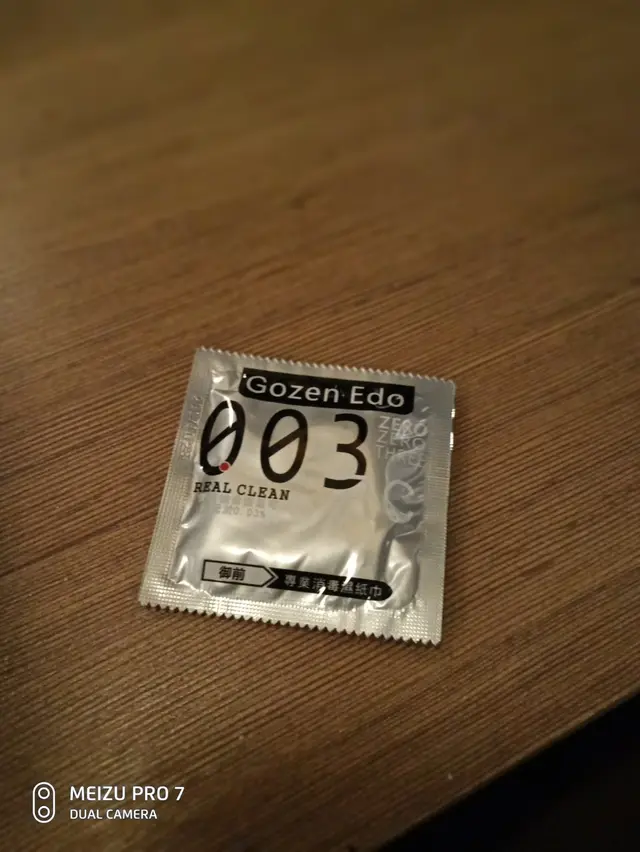 Gozen Edo
003
ZERO
ZERO
REAL CLEAN
御前
專業消毒濕紙巾
MEIZU PRO 7
DUAL CAMERA